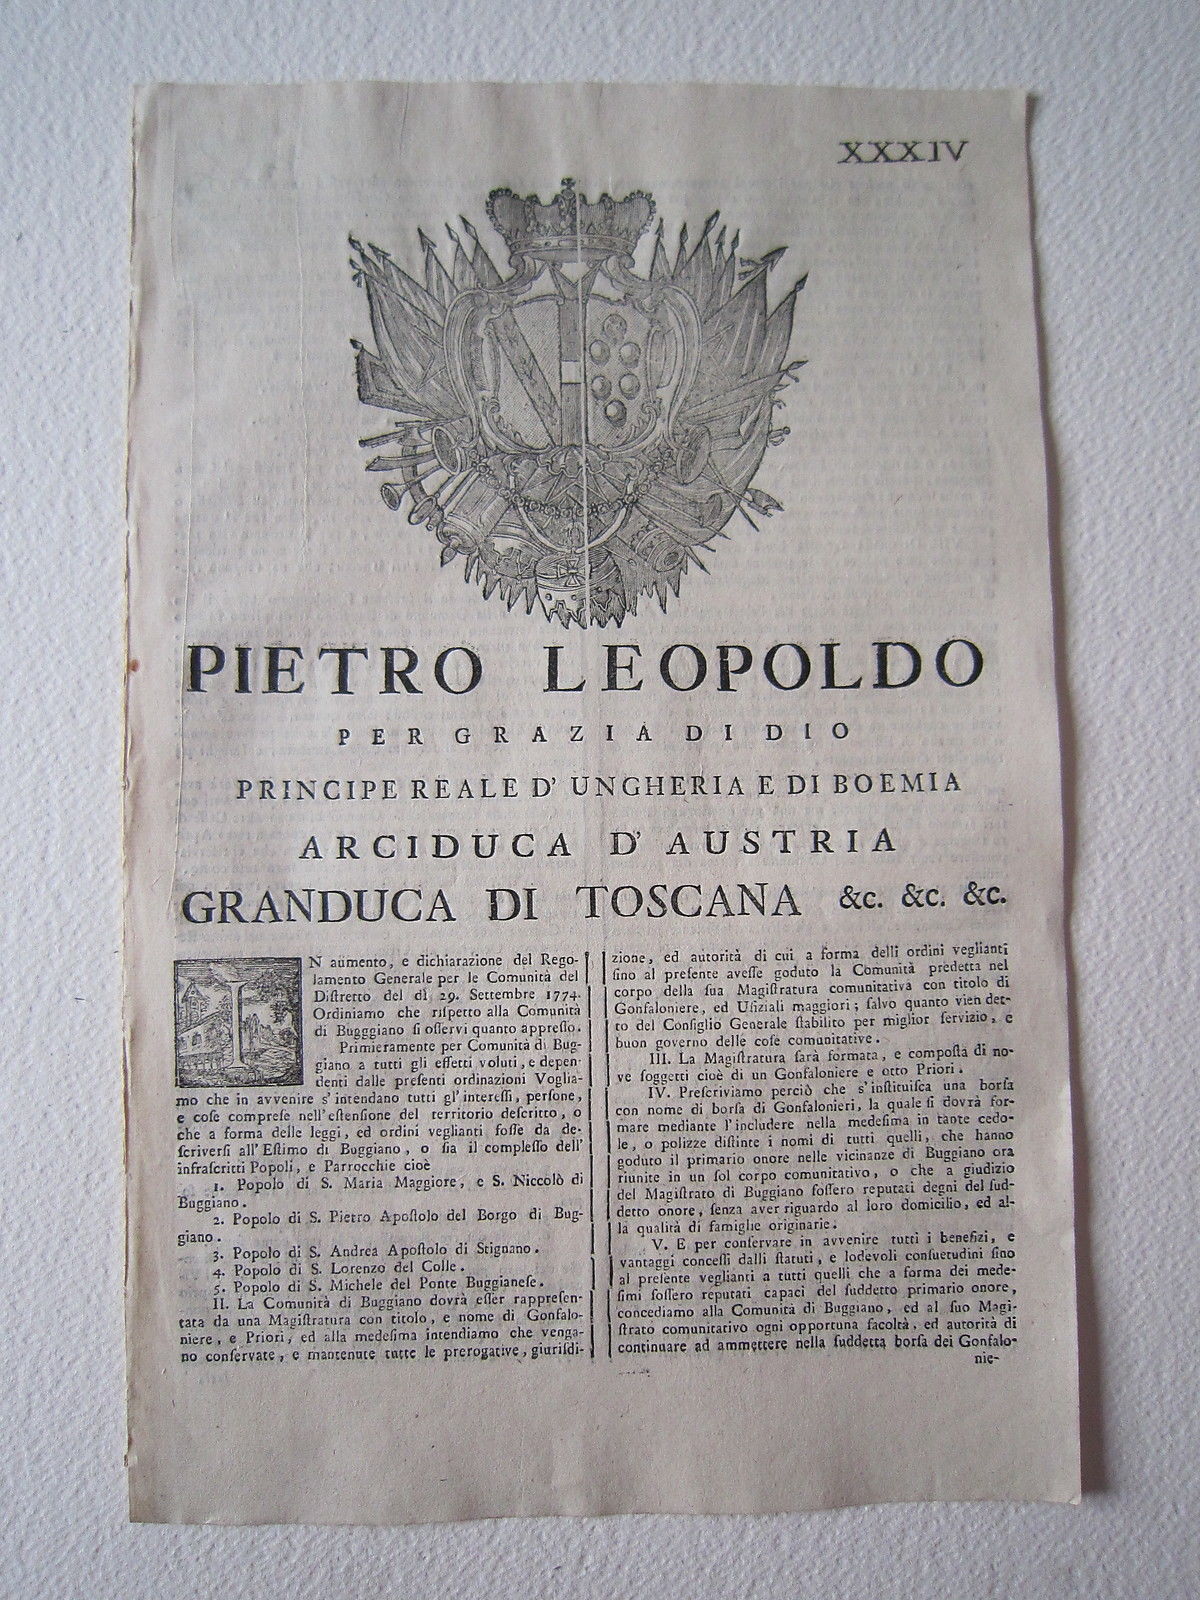 XXXIV
PIETRO LEOPOLDO
PER GRAZIA DI DIO
PRINCIPE REALE D' UNGHERIA E DI BOEMIA
ARCIDUCA D' AUSTRIA
GRANDUCA DI TOSCANA &c. &c. &c.
IN aumento, e dichiarazione del Rego-
lamento Generale per le Comunità del
Diſtretto del dì 29. Settembre 1774.
Ordiniamo che riſpetto alla Comunità
di Bugggiano ſi oſſervi quanto appreſſo.
Primieramente per Comunità di Bug-
giano a tutti gli effetti voluti, e depen-
denti dalle preſenti ordinazioni Voglia-
mo che in avvenire s'intendano tutti gl'intereſſi, perſone,
e coſe compreſe nell'eſtenſione del territorio deſcritto, o
che a forma delle leggi, ed ordini veglianti foſſe da de-
ſcriverſi all'Eſtimo di Buggiano, o ſia il compleſſo dell'
infraſcritti Popoli, e Parrocchie cioè
1. Popolo di S. Maria Maggiore, e S. Niccolò di
Buggiano.
2. Popolo di S. Pietro Apoſtolo del Borgo di Bug-
giano.
3. Popolo di S. Andrea Apoſtolo di Stignano.
4. Popolo di S. Lorenzo del Colle.
5. Popolo di S. Michele del Ponte Buggianeſe.
II. La Comunità di Buggiano dovrà eſſer rappreſen-
tata da una Magiſtratura con titolo, e nome di Gonfalo-
niere, e Priori, ed alla medeſima intendiamo che venga-
no conſervate, e mantenute tutte le prerogative, giuriſdi-
zione, ed autorità di cui a forma delli ordini veglianti
ſino al preſente aveſſe goduto la Comunità predetta nel
corpo della ſua Magiſtratura comunitativa con titolo di
Gonfaloniere, ed Ufiziali maggiori; ſalvo quanto vien det-
to del Conſiglio Generale ſtabilito per miglior ſervizio, e
buon governo delle coſe comunitative.
III. La Magiſtratura ſarà formata, e compoſta di no-
ve ſoggetti cioè di un Gonfaloniere e otto Priori.
IV. Preſcriviamo perciò che s'inſtituiſca una borſa
con nome di borſa di Gonfalonieri, la quale ſi dovrà for-
mare mediante l'includere nella medeſima in tante cedo-
le, o polizze diſtinte i nomi di tutti quelli, che hanno
goduto il primario onore nelle vicinanze di Buggiano ora
riunite in un ſol corpo comunitativo, o che a giudizio
del Magiſtrato di Buggiano foſſero reputati degni del ſud-
detto onore, ſenza aver riguardo al loro domicilio, ed al-
la qualità di famiglie originarie.
V. E per conſervare in avvenire tutti i benefizi, e
vantaggi conceſſi dalli ſtatuti, e lodevoli conſuetudini ſino
al preſente veglianti a tutti quelli che a forma dei mede-
ſimi foſſero reputati capaci del ſuddetto primario onore,
concediamo alla Comunità di Buggiano, ed al ſuo Magi-
ſtrato comunitativo ogni opportuna facoltà, ed autorità di
continuare ad ammettere nella ſuddetta borſa dei Gonfalo-
nie-